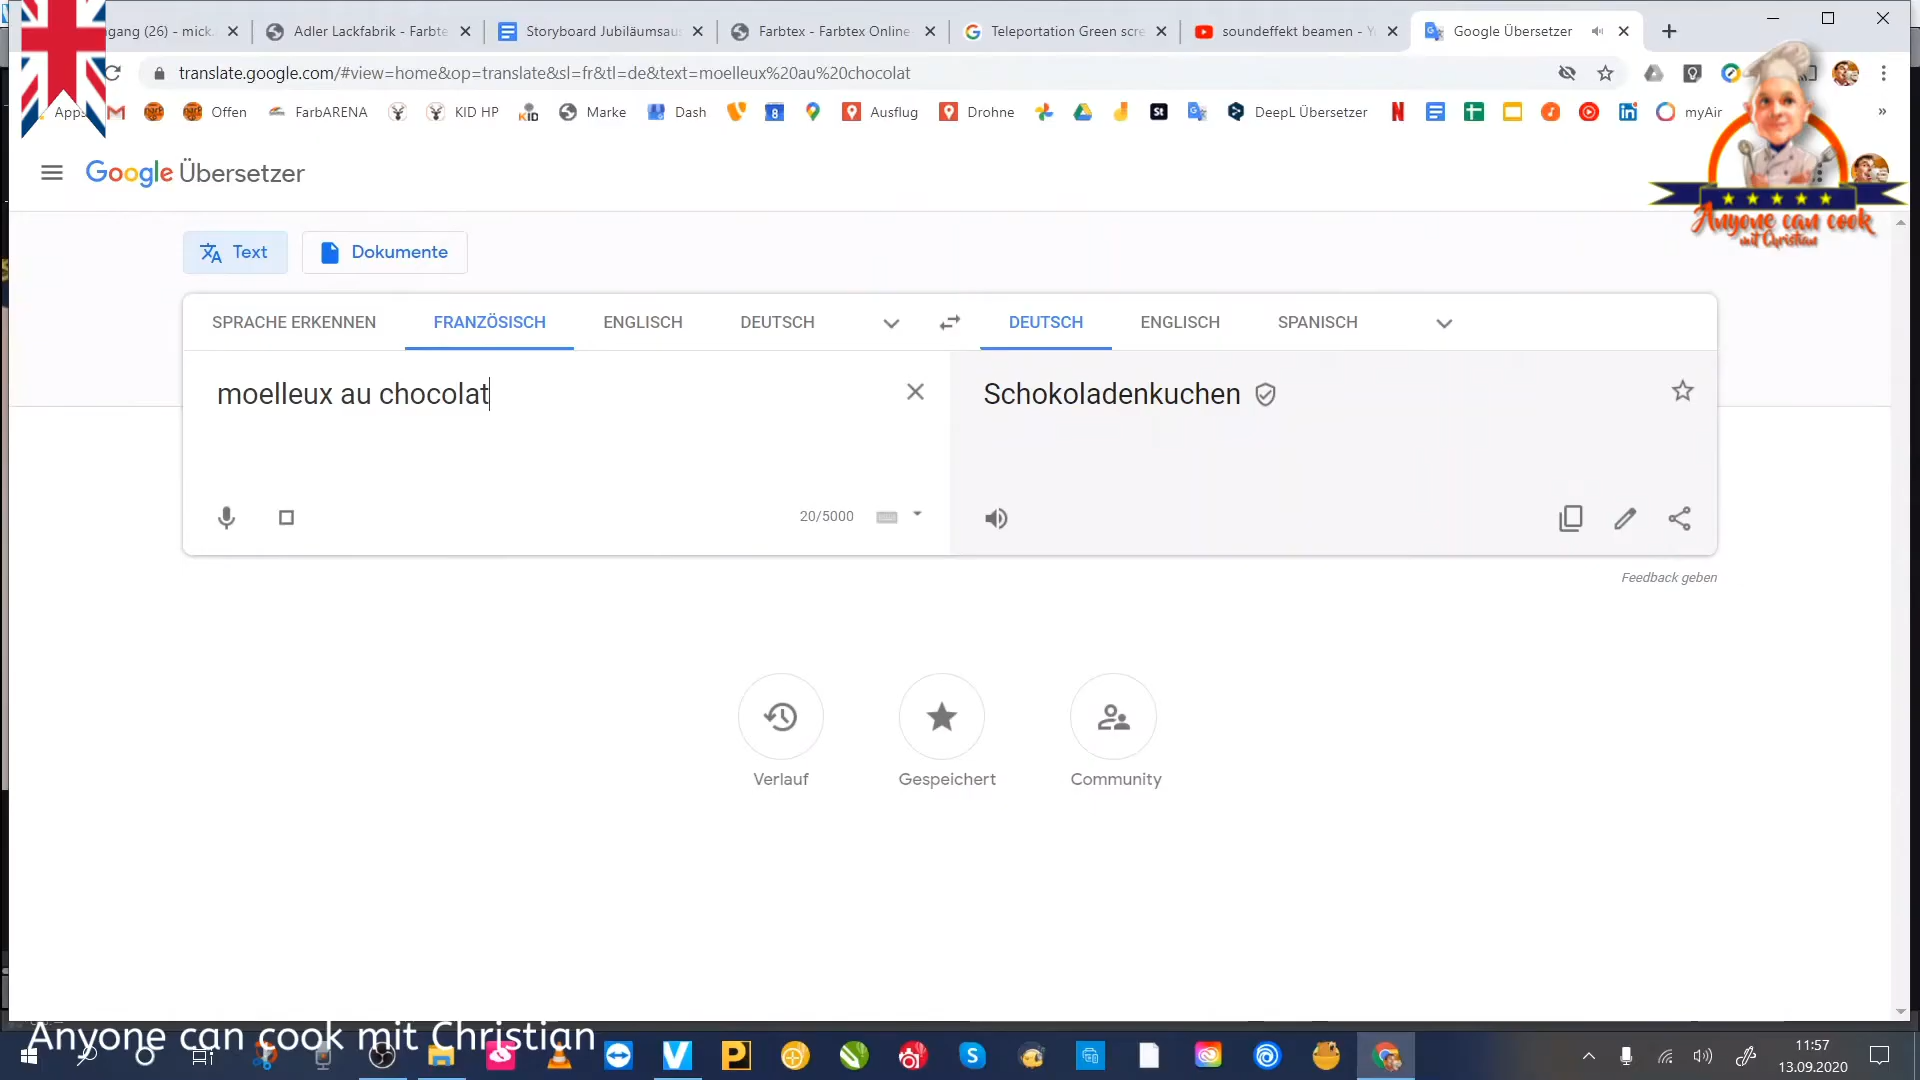 gang (26) - mick.
Adler Lackfabrik - Farbte
Storyboard Jubiläumsau
Farbtex - Farbtex Online-
Teleportation Green scre
soundeffekt beamen - Y
Google Übersetzer
translate.google.com/#view=home&op=translate&sl=fr&tl=de&text=moelleux%20au%20chocolat
Apps
Offen
FarbARENA
KID HP
KID
Marke
Dash
8
Ausflug
Drohne
St
DeepL Übersetzer
N
myAir
»
Google Übersetzer
Anyone can cook
mit Christian
Text
Dokumente
SPRACHE ERKENNEN
FRANZÖSISCH
ENGLISCH
DEUTSCH
DEUTSCH
ENGLISCH
SPANISCH
moelleux au chocolat
Schokoladenkuchen
20/5000
Feedback geben
Verlauf
Gespeichert
Community
Anyone can cook mit Christian
11:57
13.09.2020